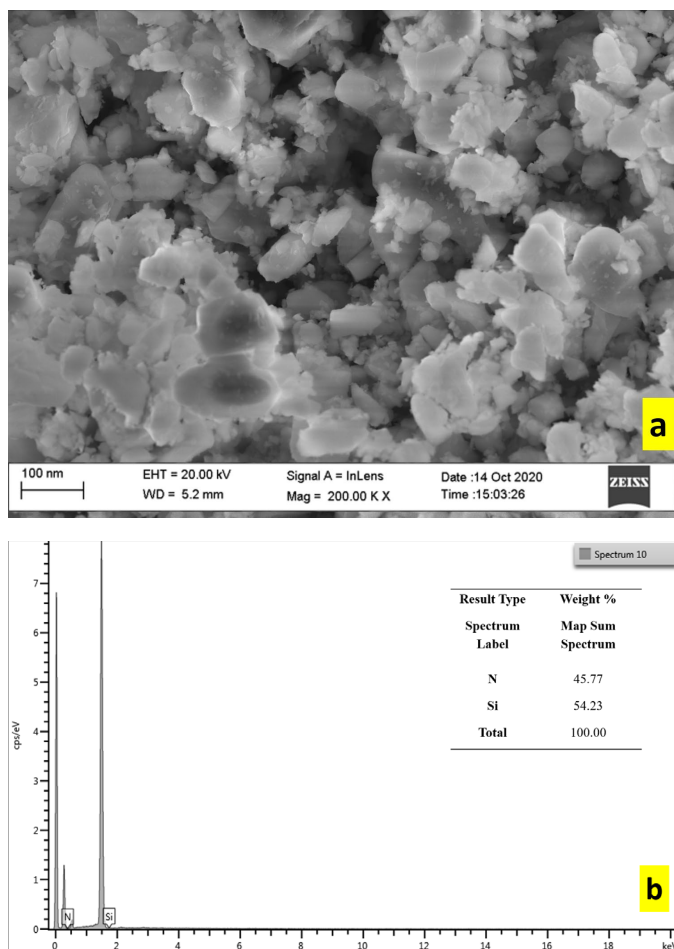 a
100 nm
EHT = 20.00 kV
Signal A = InLens
Date :14 Oct 2020
ZEISS
WD = 5.2 mm
Mag = 200.00 K X
Time :15:03:26
Spectrum 10
Result Type Weight %
Spectrum Map Sum
Label Spectrum
N 45.77
Si 54.23
Total 100.00
cps/eV
7
6
5
4
3
2
1
0
N
Si
b
0 2 4 6 8 10 12 14 16 18 keV